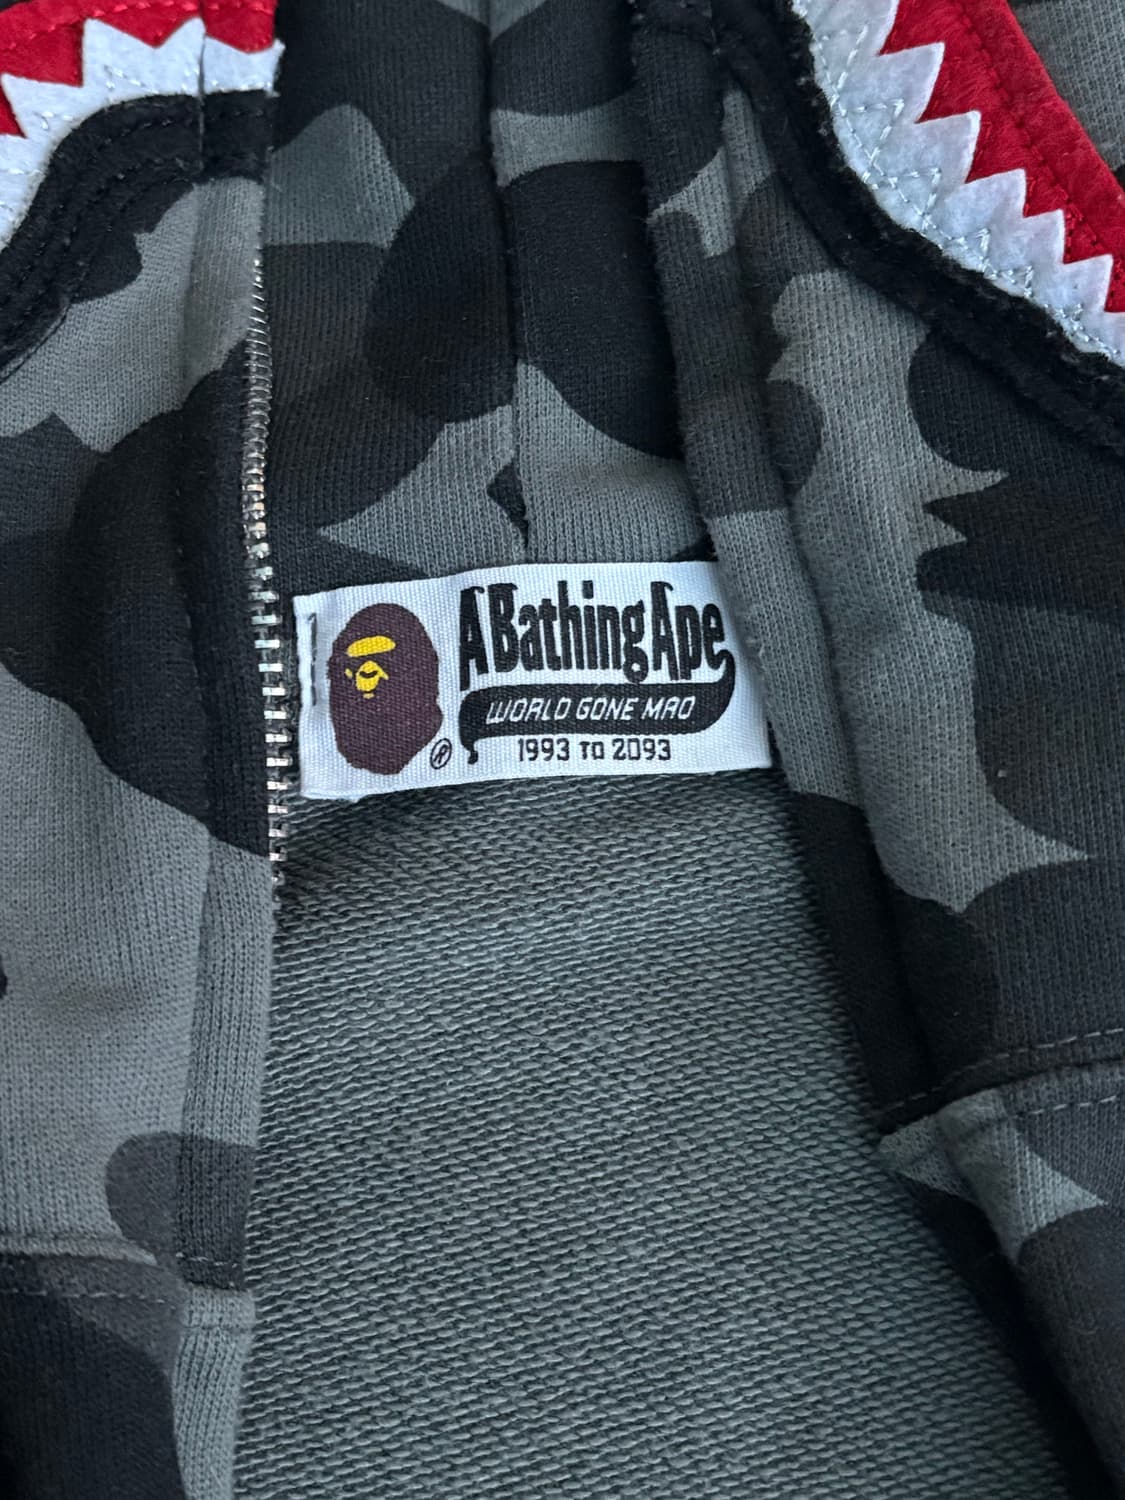 A Bathing Ape
WORLD GONE MAD
1993 TO 2093
®